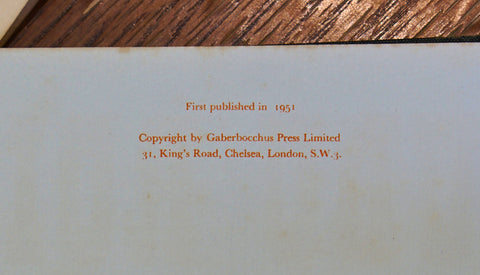 First published in 1951
Copyright by Gaberbocchus Press Limited
31, King's Road, Chelsea, London, S.W.3.